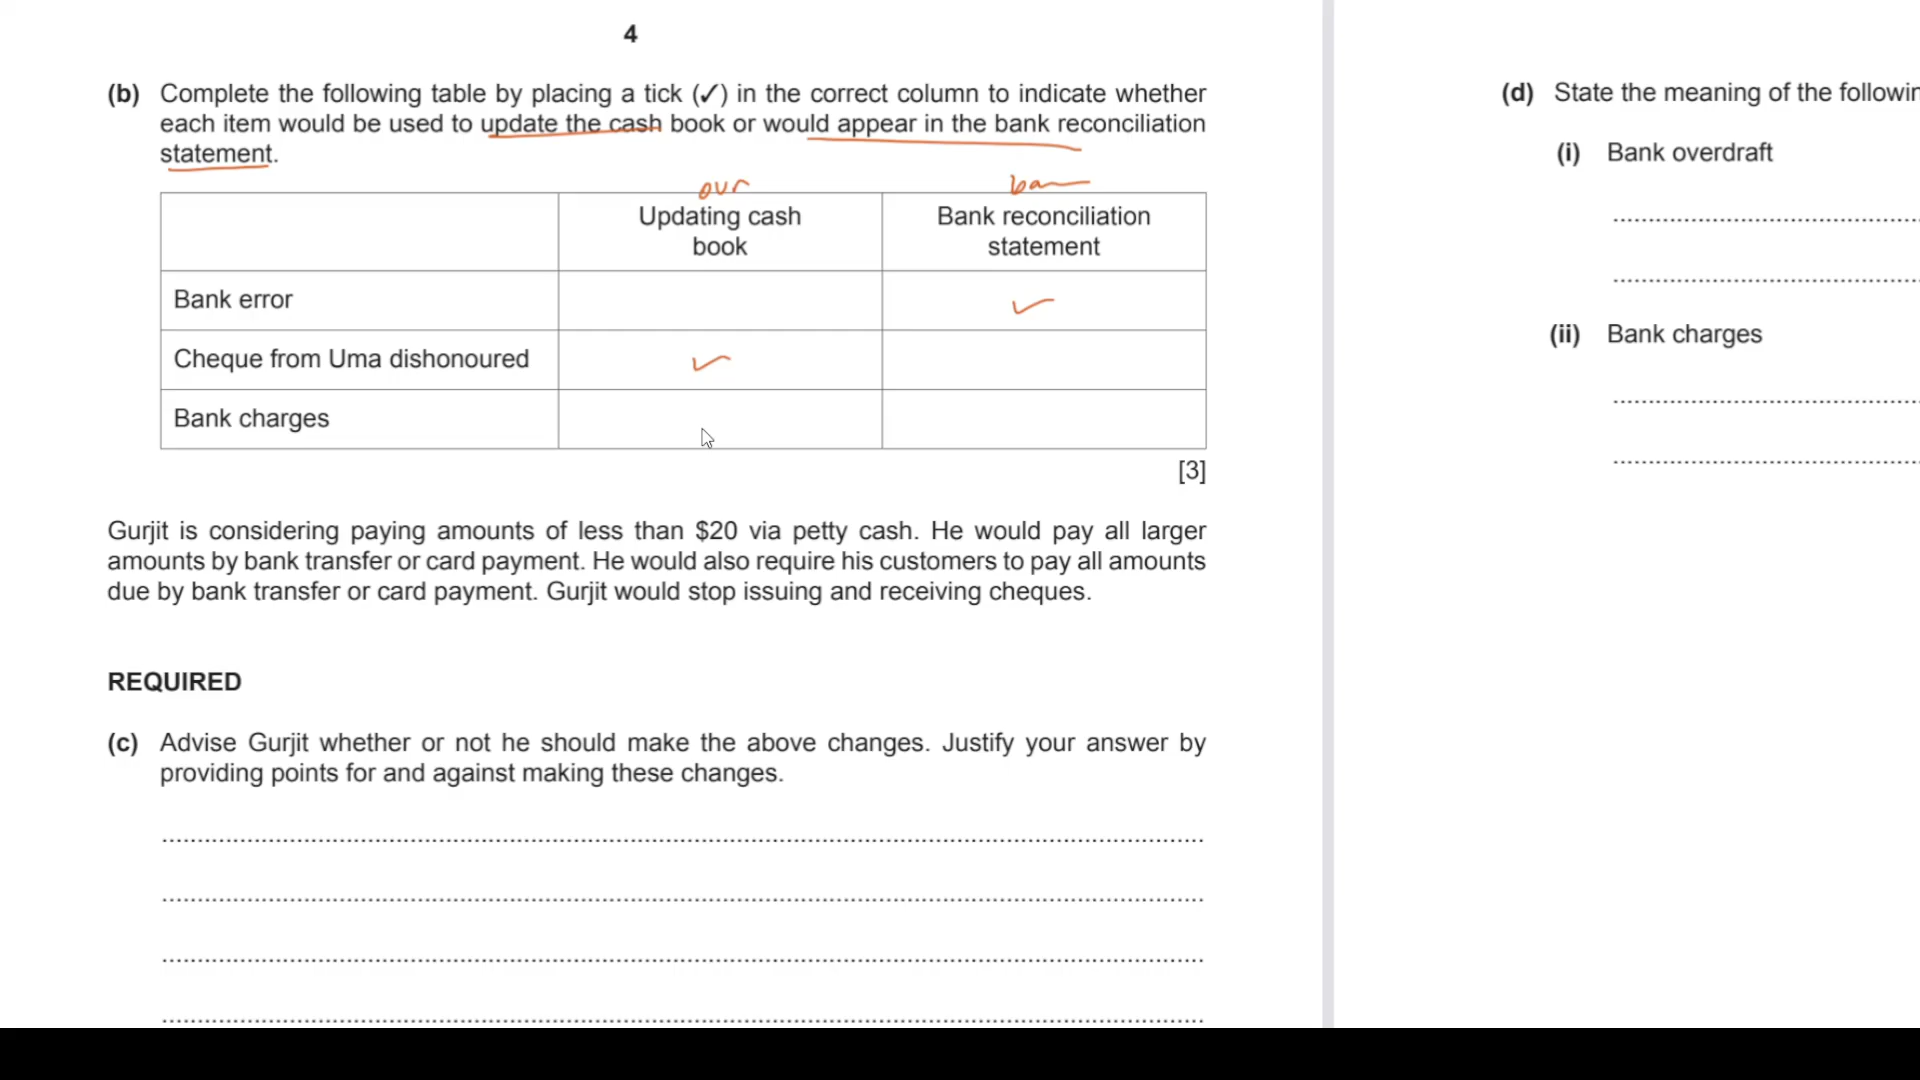 4
(b) Complete the following table by placing a tick (✓) in the correct column to indicate whether
each item would be used to update the cash book or would appear in the bank reconciliation
statement.
our
Updating cash
book
ban
Bank reconciliation
statement
Bank error ✓
Cheque from Uma dishonoured ✓
Bank charges
[3]
Gurjit is considering paying amounts of less than $20 via petty cash. He would pay all larger
amounts by bank transfer or card payment. He would also require his customers to pay all amounts
due by bank transfer or card payment. Gurjit would stop issuing and receiving cheques.
REQUIRED
(c) Advise Gurjit whether or not he should make the above changes. Justify your answer by
providing points for and against making these changes.
(d) State the meaning of the
(i) Bank overdraft
(ii) Bank charges